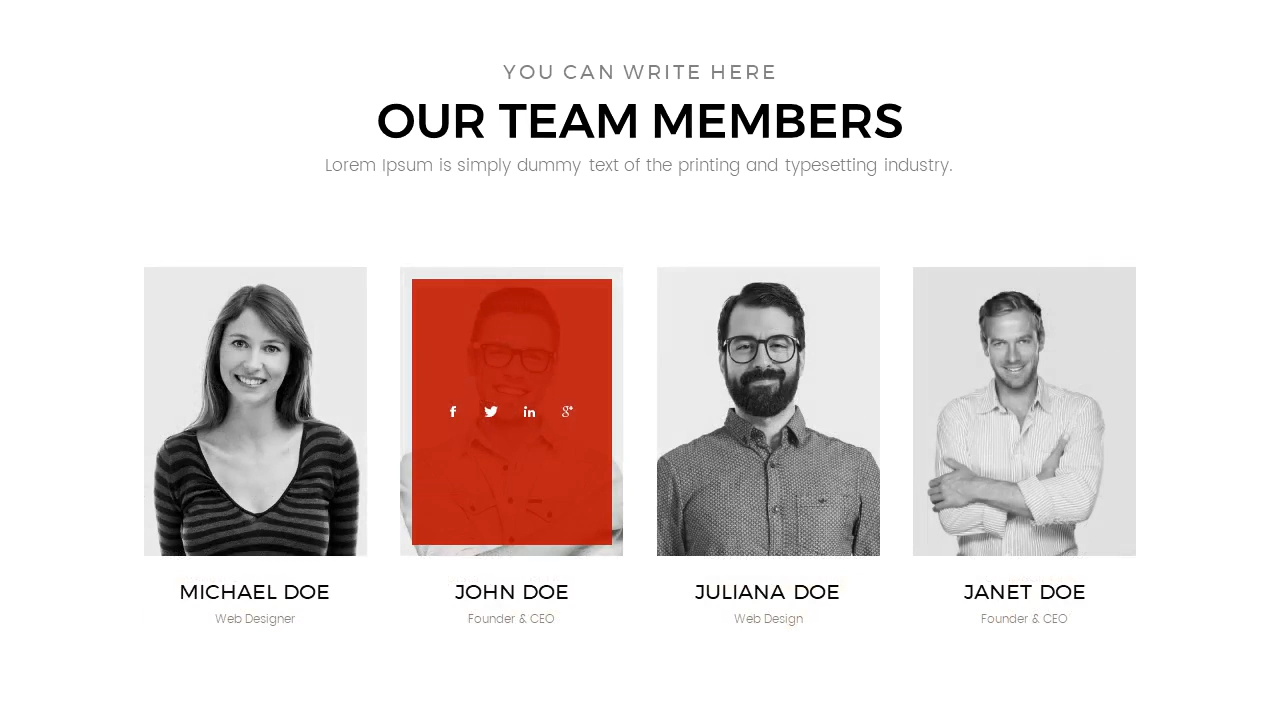 YOU CAN WRITE HERE
OUR TEAM MEMBERS
Lorem Ipsum is simply dummy text of the printing and typesetting industry.
MICHAEL DOE
Web Designer
JOHN DOE
Founder & CEO
JULIANA DOE
Web Design
JANET DOE
Founder & CEO